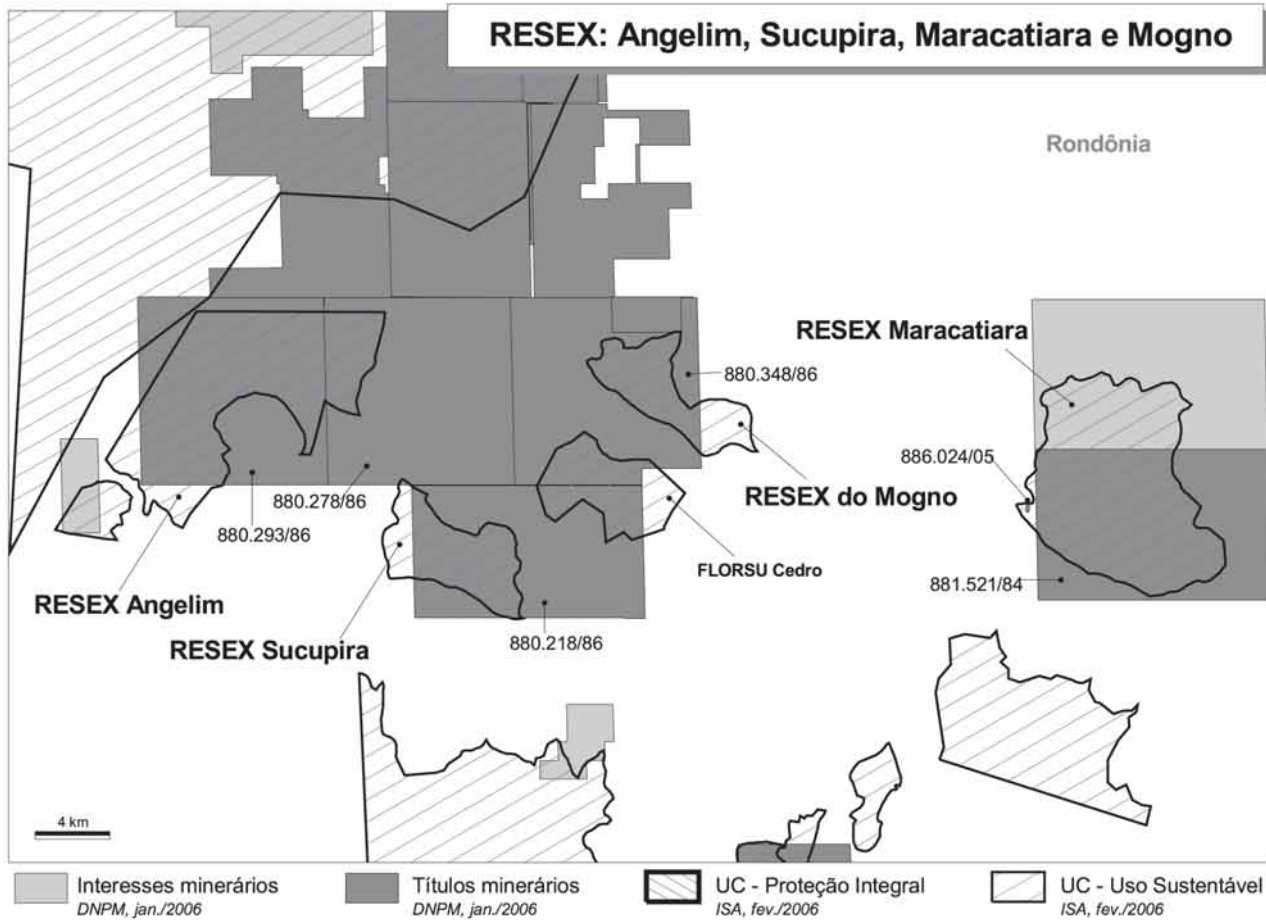 RESEX: Angelim, Sucupira, Maracatiara e Mogno
Rondônia
RESEX Maracatiara
880.348/86
886.024/05
RESEX do Mogno
880.278/86
880.293/86
FLORSU Cedro
881.521/84
RESEX Angelim
RESEX Sucupira
880.218/86
4 km
Interesses minerários
DNPM, jan./2006
Títulos minerários
DNPM, jan./2006
UC - Proteção Integral
ISA, fev./2006
UC - Uso Sustentável
ISA, fev./2006